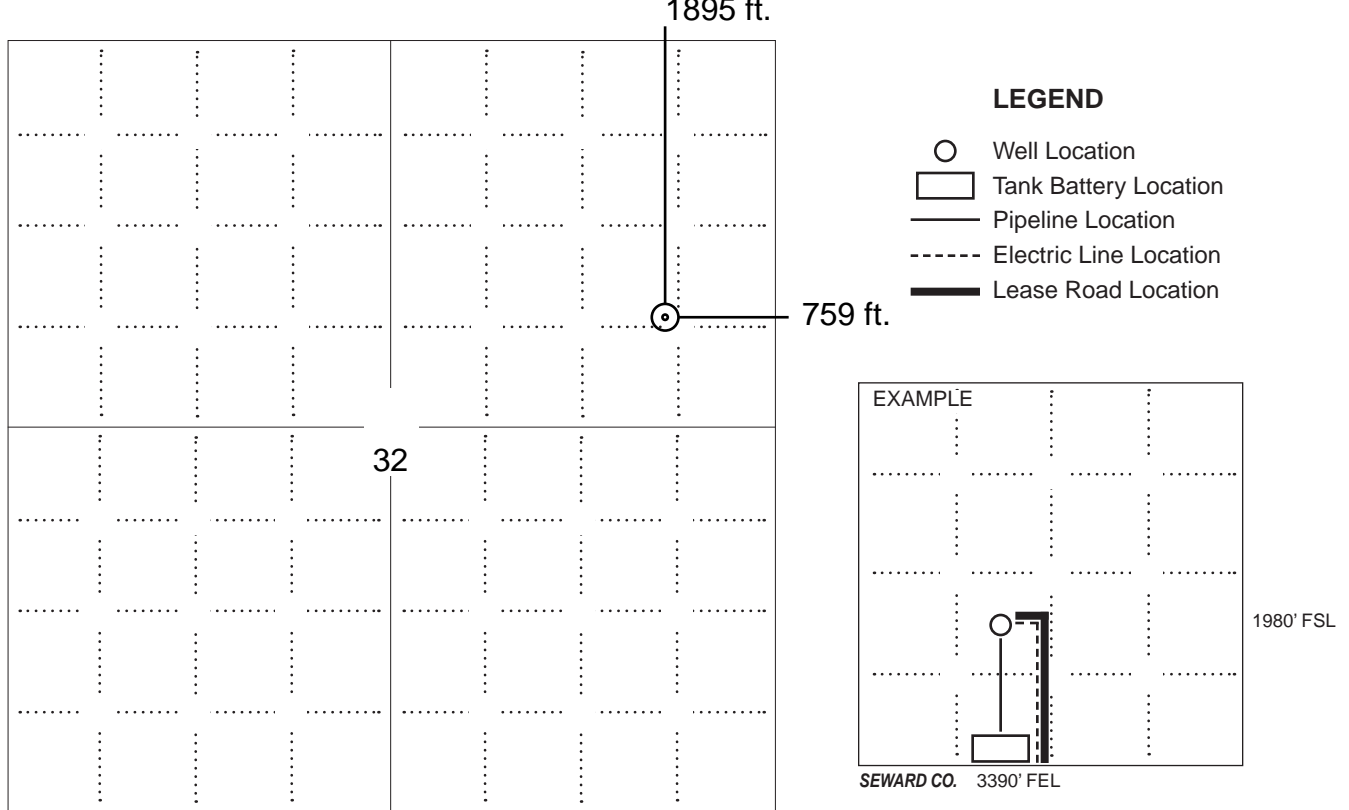 1895 ft.
LEGEND
Well Location
Tank Battery Location
Pipeline Location
Electric Line Location
Lease Road Location
759 ft.
EXAMPLE
32
1980' FSL
SEWARD CO. 3390' FEL